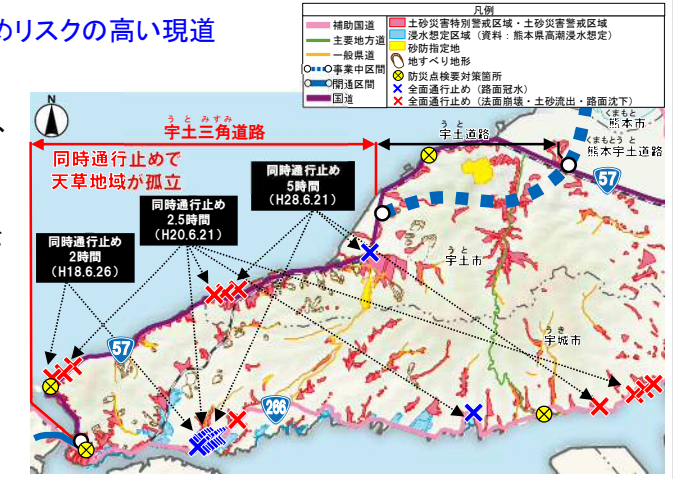 めリスクの高い現道
凡例
補助国道
主要地方道
一般県道
事業中区間
開通区間
国道
土砂災害特別警戒区域・土砂災害警戒区域
浸水想定区域(資料:熊本県高潮浸水想定)
砂防指定地
地すべり地形
防災点検要対策箇所
全面通行止め(路面冠水)
全面通行止め(法面崩壊・土砂流出・路面沈下)
N
うとみすみ
宇土三角道路
うと
宇土道路
くまもと
熊本市
くまもとうと
熊本宇土道路
同時通行止めで
天草地域が孤立
57
同時通行止め
5時間
(H28.6.21)
同時通行止め
2.5時間
(H20.6.21)
同時通行止め
2時間
(H18.6.26)
うと
宇土市
うき
宇城市
57
266